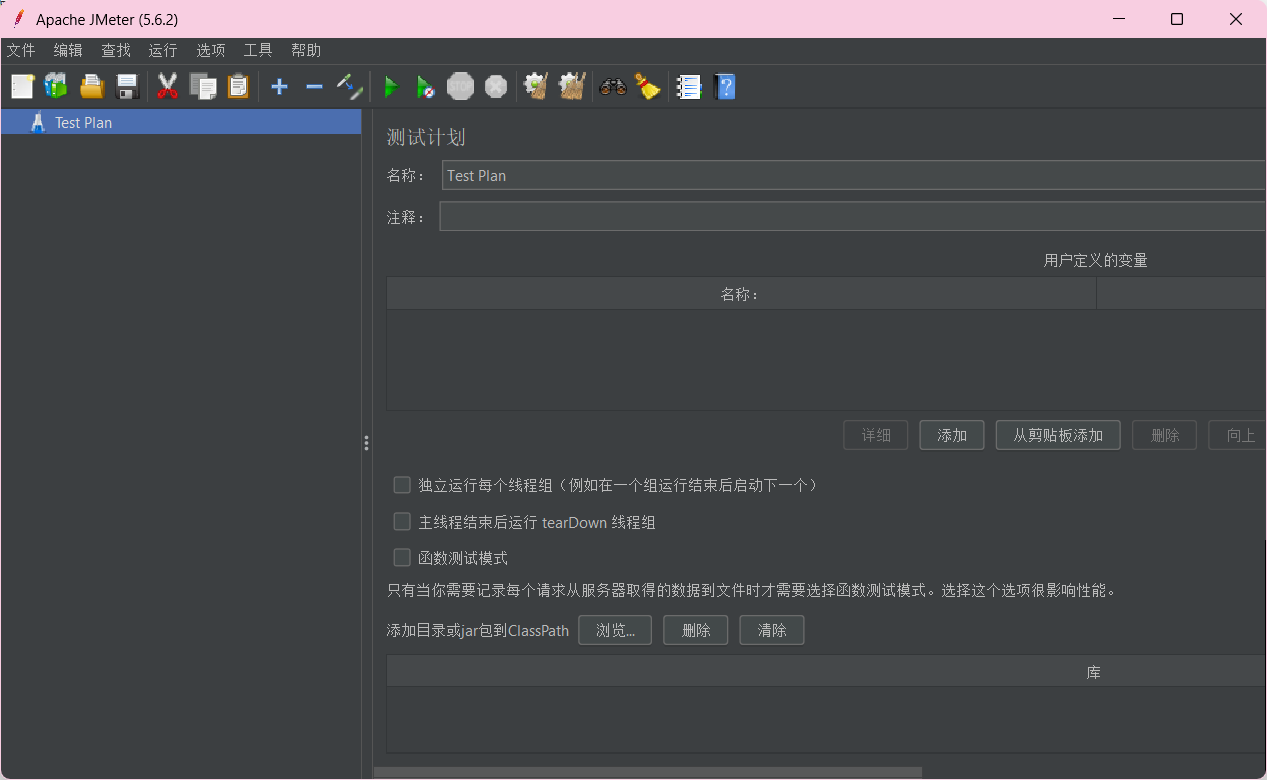 Apache JMeter (5.6.2)
文件 编辑 查找 运行 选项 工具 帮助
STOP
?
Test Plan
测试计划
名称： Test Plan
注释：
用户定义的变量
名称：
详细 添加 从剪贴板添加 删除 向上
独立运行每个线程组（例如在一个组运行结束后启动下一个）
主线程结束后运行 tearDown 线程组
函数测试模式
只有当你需要记录每个请求从服务器取得的数据到文件时才需要选择函数测试模式。选择这个选项很影响性能。
添加目录或jar包到ClassPath 浏览... 删除 清除
库